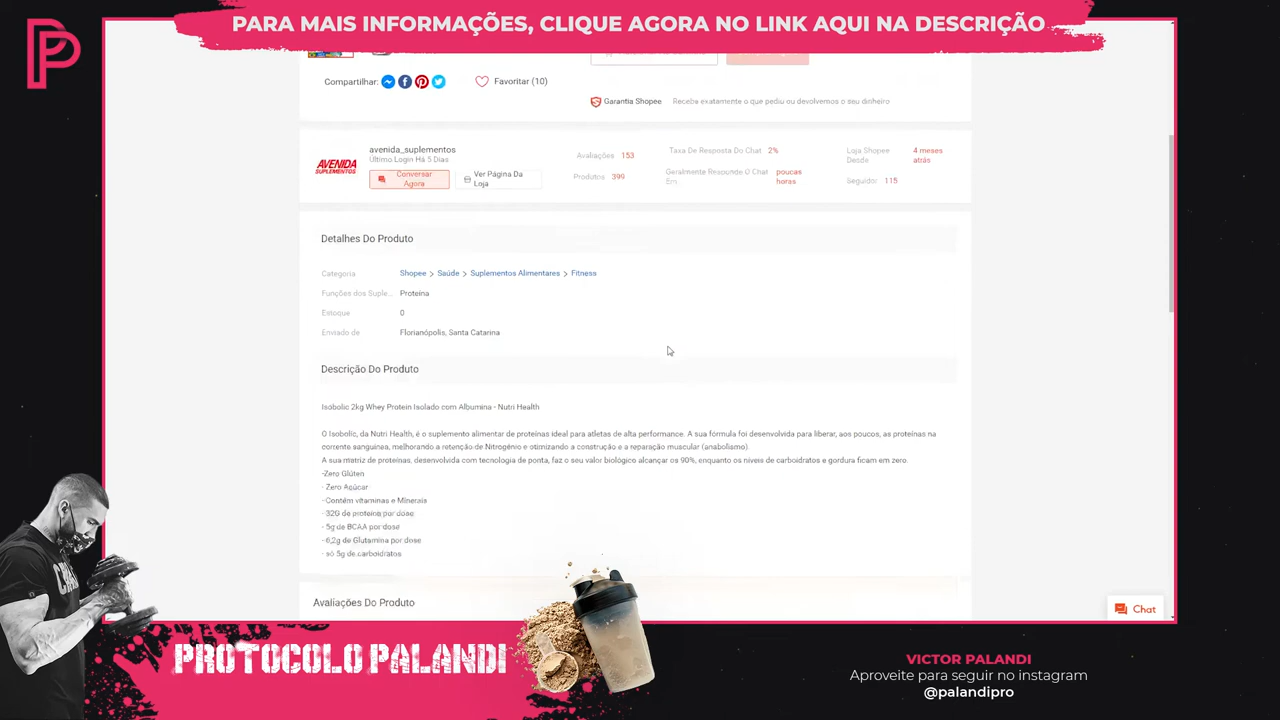 PARA MAIS INFORMAÇÕES, CLIQUE AGORA NO LINK AQUI NA DESCRIÇÃO
Compartilhar:
Favoritar (10)
Garantia Shopee
Receba exatamente o que pediu ou devolvemos o seu dinheiro
AVENIDA
SUPLEMENTOS
avenida_suplementos
Último Login Há 5 Dias
Conversar
Agora
Ver Página Da
Loja
Avaliações 153
Produtos 399
Taxa De Resposta Do Chat 2%
Geralmente Responde O Chat
Em
poucas
horas
Loja Shopee
Desde
4 meses
atrás
Seguidor 115
Detalhes Do Produto
Categoria Shopee > Saúde > Suplementos Alimentares > Fitness
Funções dos Suple... Proteína
Estoque 0
Enviado de Florianópolis, Santa Catarina
Descrição Do Produto
Isobolic 2kg Whey Protein Isolado com Albumina - Nutri Health
O Isobolic, da Nutri Health, é o suplemento alimentar de proteínas ideal para atletas de alta performance. A sua fórmula foi desenvolvida para liberar, aos poucos, as proteínas na
corrente sanguínea, melhorando a retenção de Nitrogênio e otimizando a construção e a reparação muscular (anabolismo).
A sua matriz de proteínas, desenvolvida com tecnologia de ponta, faz o seu valor biológico alcançar os 90%, enquanto os níveis de carboidratos e gordura ficam em zero.
-Zero Glúten
- Zero Açúcar
- Contém vitaminas e Minerais
- 32G de proteíns por dose
- 5g de BCAA por dose
- 6,2g de Glutamina por dose
- só 5g de carboidratos
Avaliações Do Produto
Chat
PROTOCOLO PALANDI
VICTOR PALANDI
Aproveite para seguir no instagram
@palandipro